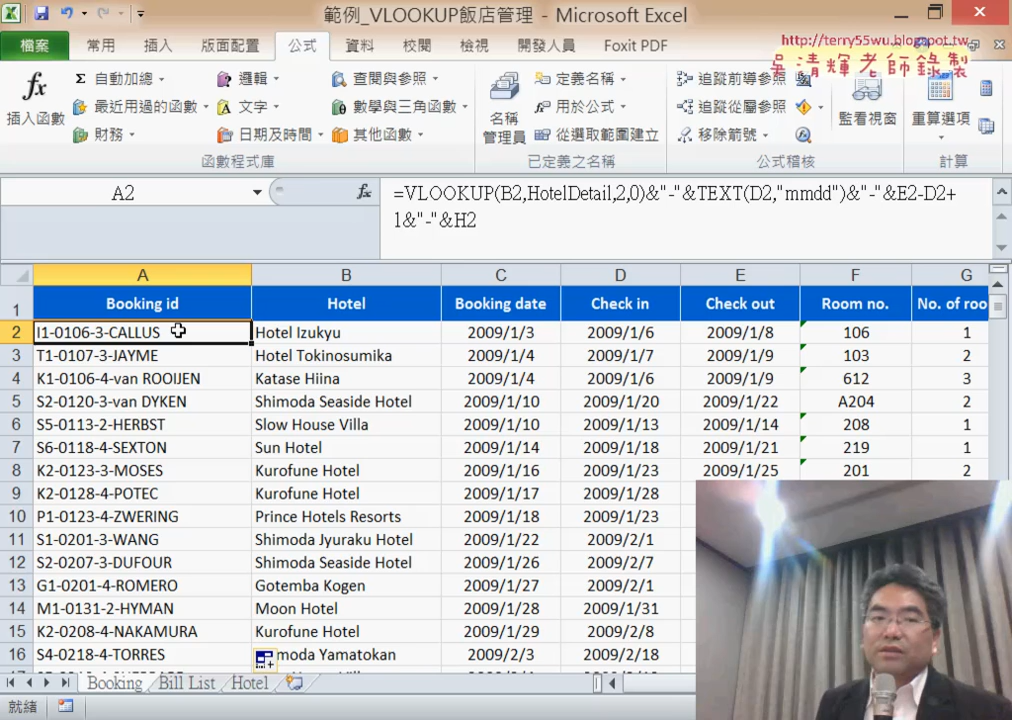 範例_VLOOKUP飯店管理 - Microsoft Excel
檔案 常用 插入 版面配置 公式 資料 校閱 檢視 開發人員 Foxit PDF
http://terry55wu.blogspot.tw
吳清輝老師錄製
fx 插入函數
Σ 自動加總
最近用過的函數
財務
邏輯
文字
日期及時間
查閱與參照
數學與三角函數
其他函數
函數程式庫
名稱管理員
定義名稱
用於公式
從選取範圍建立
已定義之名稱
追蹤前導參照
追蹤從屬參照
移除箭號
公式稽核
監看視窗
重算選項
計算
A2 fx =VLOOKUP(B2,HotelDetail,2,0)&"-"&TEXT(D2,"mmdd")&"-"&E2-D2+
1&"-"&H2
A B C D E F G
1 Booking id Hotel Booking date Check in Check out Room no. No. of roo
2 I1-0106-3-CALLUS Hotel Izukyu 2009/1/3 2009/1/6 2009/1/8 106 1
3 T1-0107-3-JAYME Hotel Tokinosumika 2009/1/4 2009/1/7 2009/1/9 103 2
4 K1-0106-4-van ROOIJEN Katase Hiina 2009/1/4 2009/1/6 2009/1/9 612 3
5 S2-0120-3-van DYKEN Shimoda Seaside Hotel 2009/1/10 2009/1/20 2009/1/22 A204 2
6 S5-0113-2-HERBST Slow House Villa 2009/1/10 2009/1/13 2009/1/14 208 1
7 S6-0118-4-SEXTON Sun Hotel 2009/1/14 2009/1/18 2009/1/21 219 1
8 K2-0123-3-MOSES Kurofune Hotel 2009/1/16 2009/1/23 2009/1/25 201 2
9 K2-0128-4-POTEC Kurofune Hotel 2009/1/17 2009/1/28
10 P1-0123-4-ZWERING Prince Hotels Resorts 2009/1/18 2009/1/23
11 S1-0201-3-WANG Shimoda Jyuraku Hotel 2009/1/22 2009/2/1
12 S2-0207-3-DUFOUR Shimoda Seaside Hotel 2009/1/26 2009/2/7
13 G1-0201-4-ROMERO Gotemba Kogen 2009/1/27 2009/2/1
14 M1-0131-2-HYMAN Moon Hotel 2009/1/28 2009/1/31
15 K2-0208-4-NAKAMURA Kurofune Hotel 2009/1/29 2009/2/8
16 S4-0218-4-TORRES moda Yamatokan 2009/2/3 2009/2/18
Booking Bill List Hotel
就緒